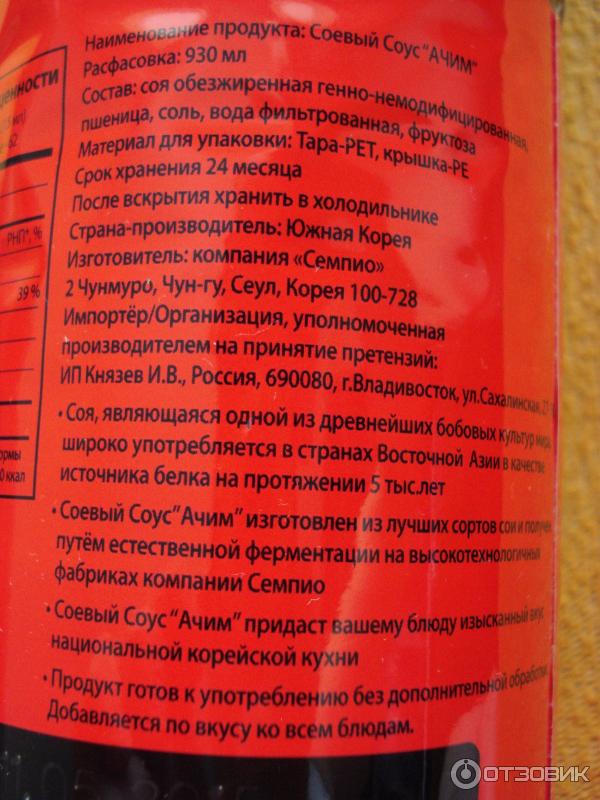 Наименование продукта: Соевый Соус "АЧИМ"
Расфасовка: 930 мл
Состав: соя обезжиренная генно-немодифицированная,
пшеница, соль, вода фильтрованная, фруктоза
Материал для упаковки: Тара-РЕТ, крышка-РЕ
Срок хранения 24 месяца
После вскрытия хранить в холодильнике
Страна-производитель: Южная Корея
Изготовитель: компания «Семпио»
2 Чунмуро, Чун-гу, Сеул, Корея 100-728
Импортёр/Организация, уполномоченная
производителем на принятие претензий:
ИП Князев И.В., Россия, 690080, г.Владивосток, ул.Сахалинская,
• Соя, являющаяся одной из древнейших бобовых культур мира,
широко употребляется в странах Восточной Азии в качестве
источника белка на протяжении 5 тыс.лет
• Соевый Соус "Ачим" изготовлен из лучших сортов сои и получен
путём естественной ферментации на высокотехнологичных
фабриках компании Семпио
• Соевый Соус "Ачим" придаст вашему блюду изысканный вкус
национальной корейской кухни
• Продукт готов к употреблению без дополнительной обработки.
Добавляется по вкусу ко всем блюдам.
ценности
РНП*, %
39 %
ормы
ккал
ОТЗОВИК